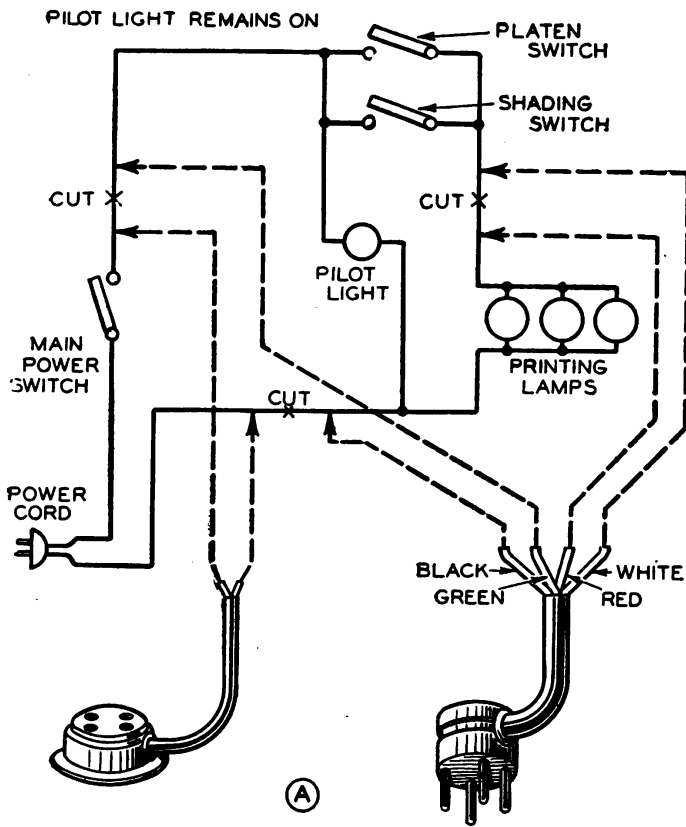 PILOT LIGHT REMAINS ON
PLATEN
SWITCH
SHADING
SWITCH
CUT
CUT
PILOT
LIGHT
MAIN
POWER
SWITCH
PRINTING
LAMPS
CUT
POWER
CORD
BLACK
WHITE
GREEN
RED
A